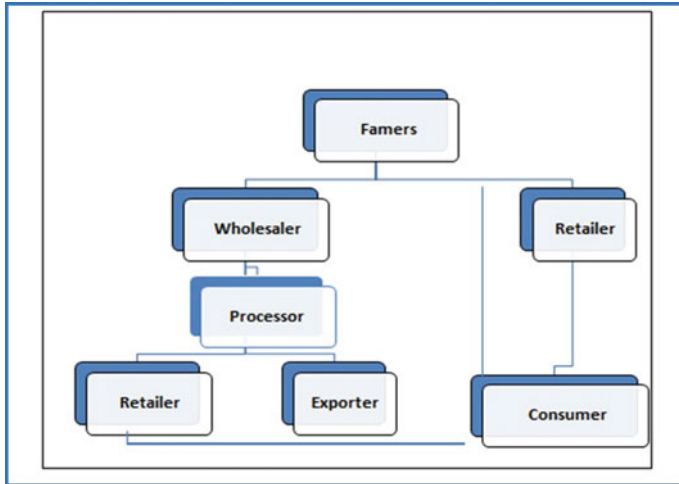 Famers
Wholesaler
Retailer
Processor
Retailer
Exporter
Consumer